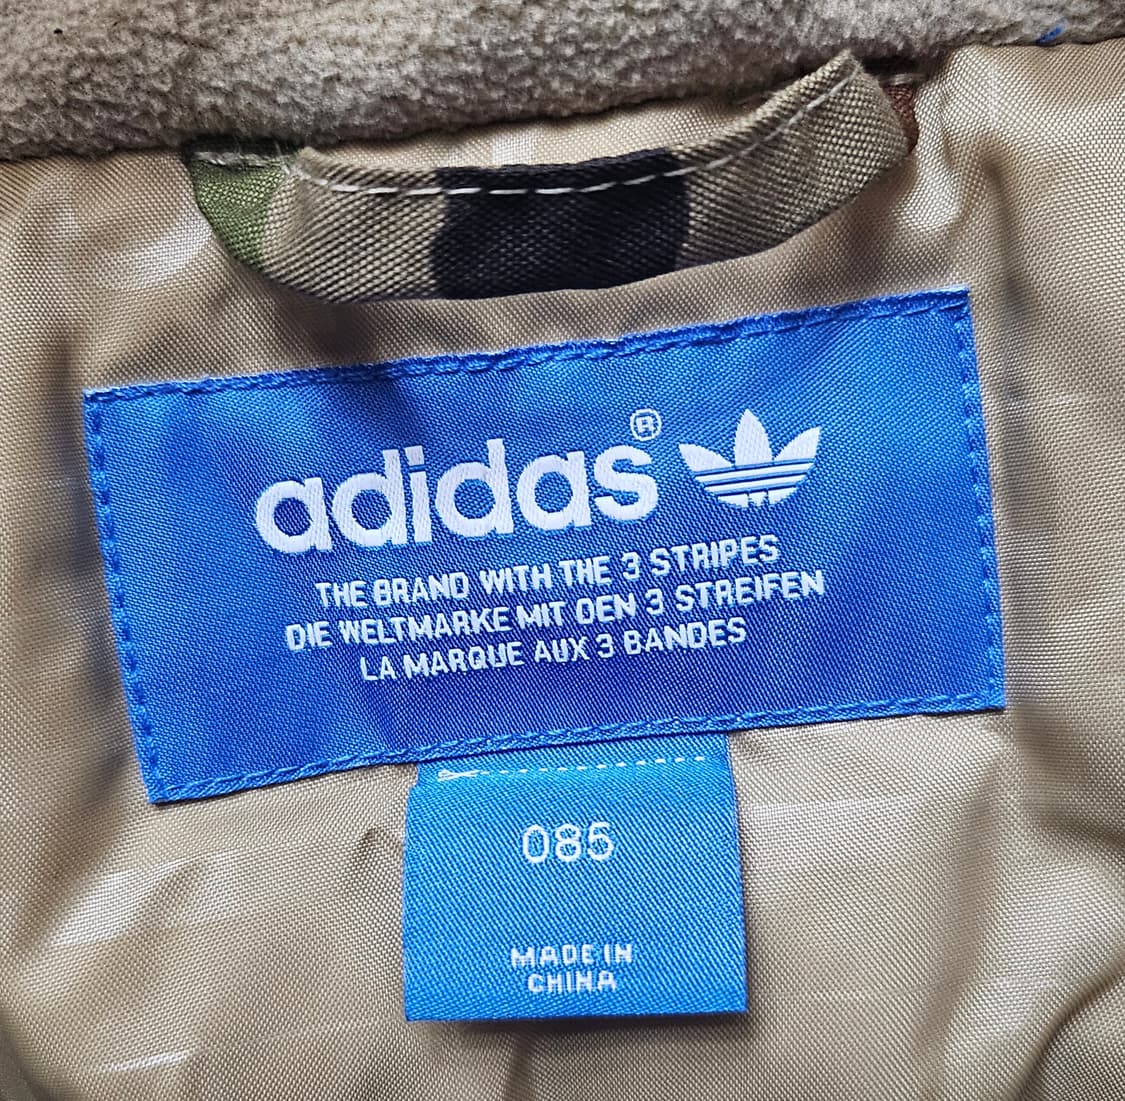 adidas®
THE BRAND WITH THE 3 STRIPES
DIE WELTMARKE MIT DEN 3 STREIFEN
LA MARQUE AUX 3 BANDES
085
MADE IN
CHINA